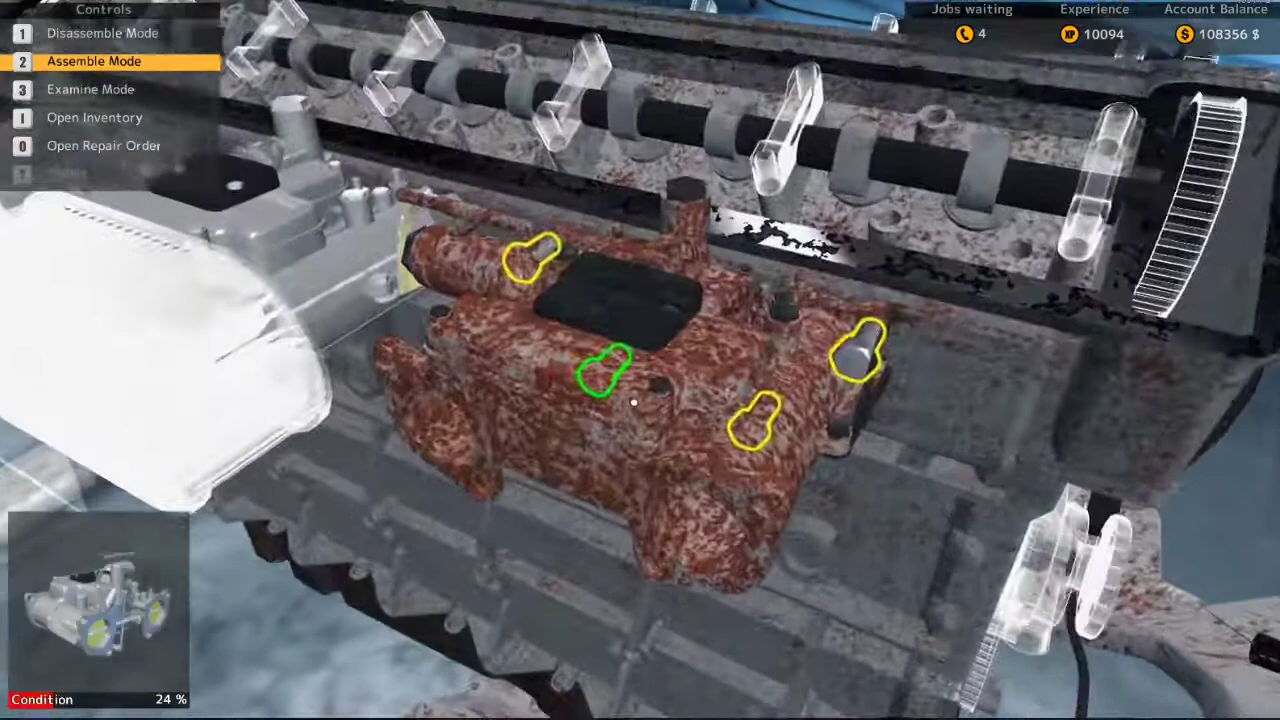 Controls
1 Disassemble Mode
2 Assemble Mode
3 Examine Mode
I Open Inventory
O Open Repair Order
Jobs waiting Experience Account Balance
4 XP 10094 $ 108356 $
Condition 24 %